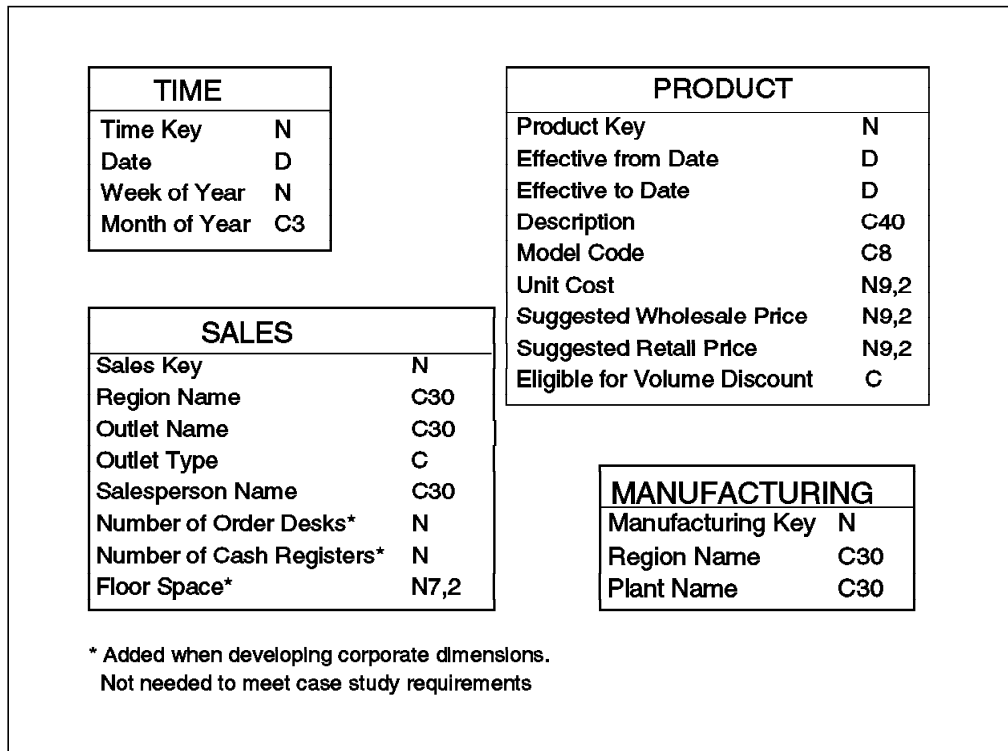 TIME
Time Key N
Date D
Week of Year N
Month of Year C3
PRODUCT
Product Key N
Effective from Date D
Effective to Date D
Description C40
Model Code C8
Unit Cost N9,2
Suggested Wholesale Price N9,2
Suggested Retail Price N9,2
Eligible for Volume Discount C
SALES
Sales Key N
Region Name C30
Outlet Name C30
Outlet Type C
Salesperson Name C30
Number of Order Desks* N
Number of Cash Registers* N
Floor Space* N7,2
MANUFACTURING
Manufacturing Key N
Region Name C30
Plant Name C30
* Added when developing corporate dimensions.
Not needed to meet case study requirements